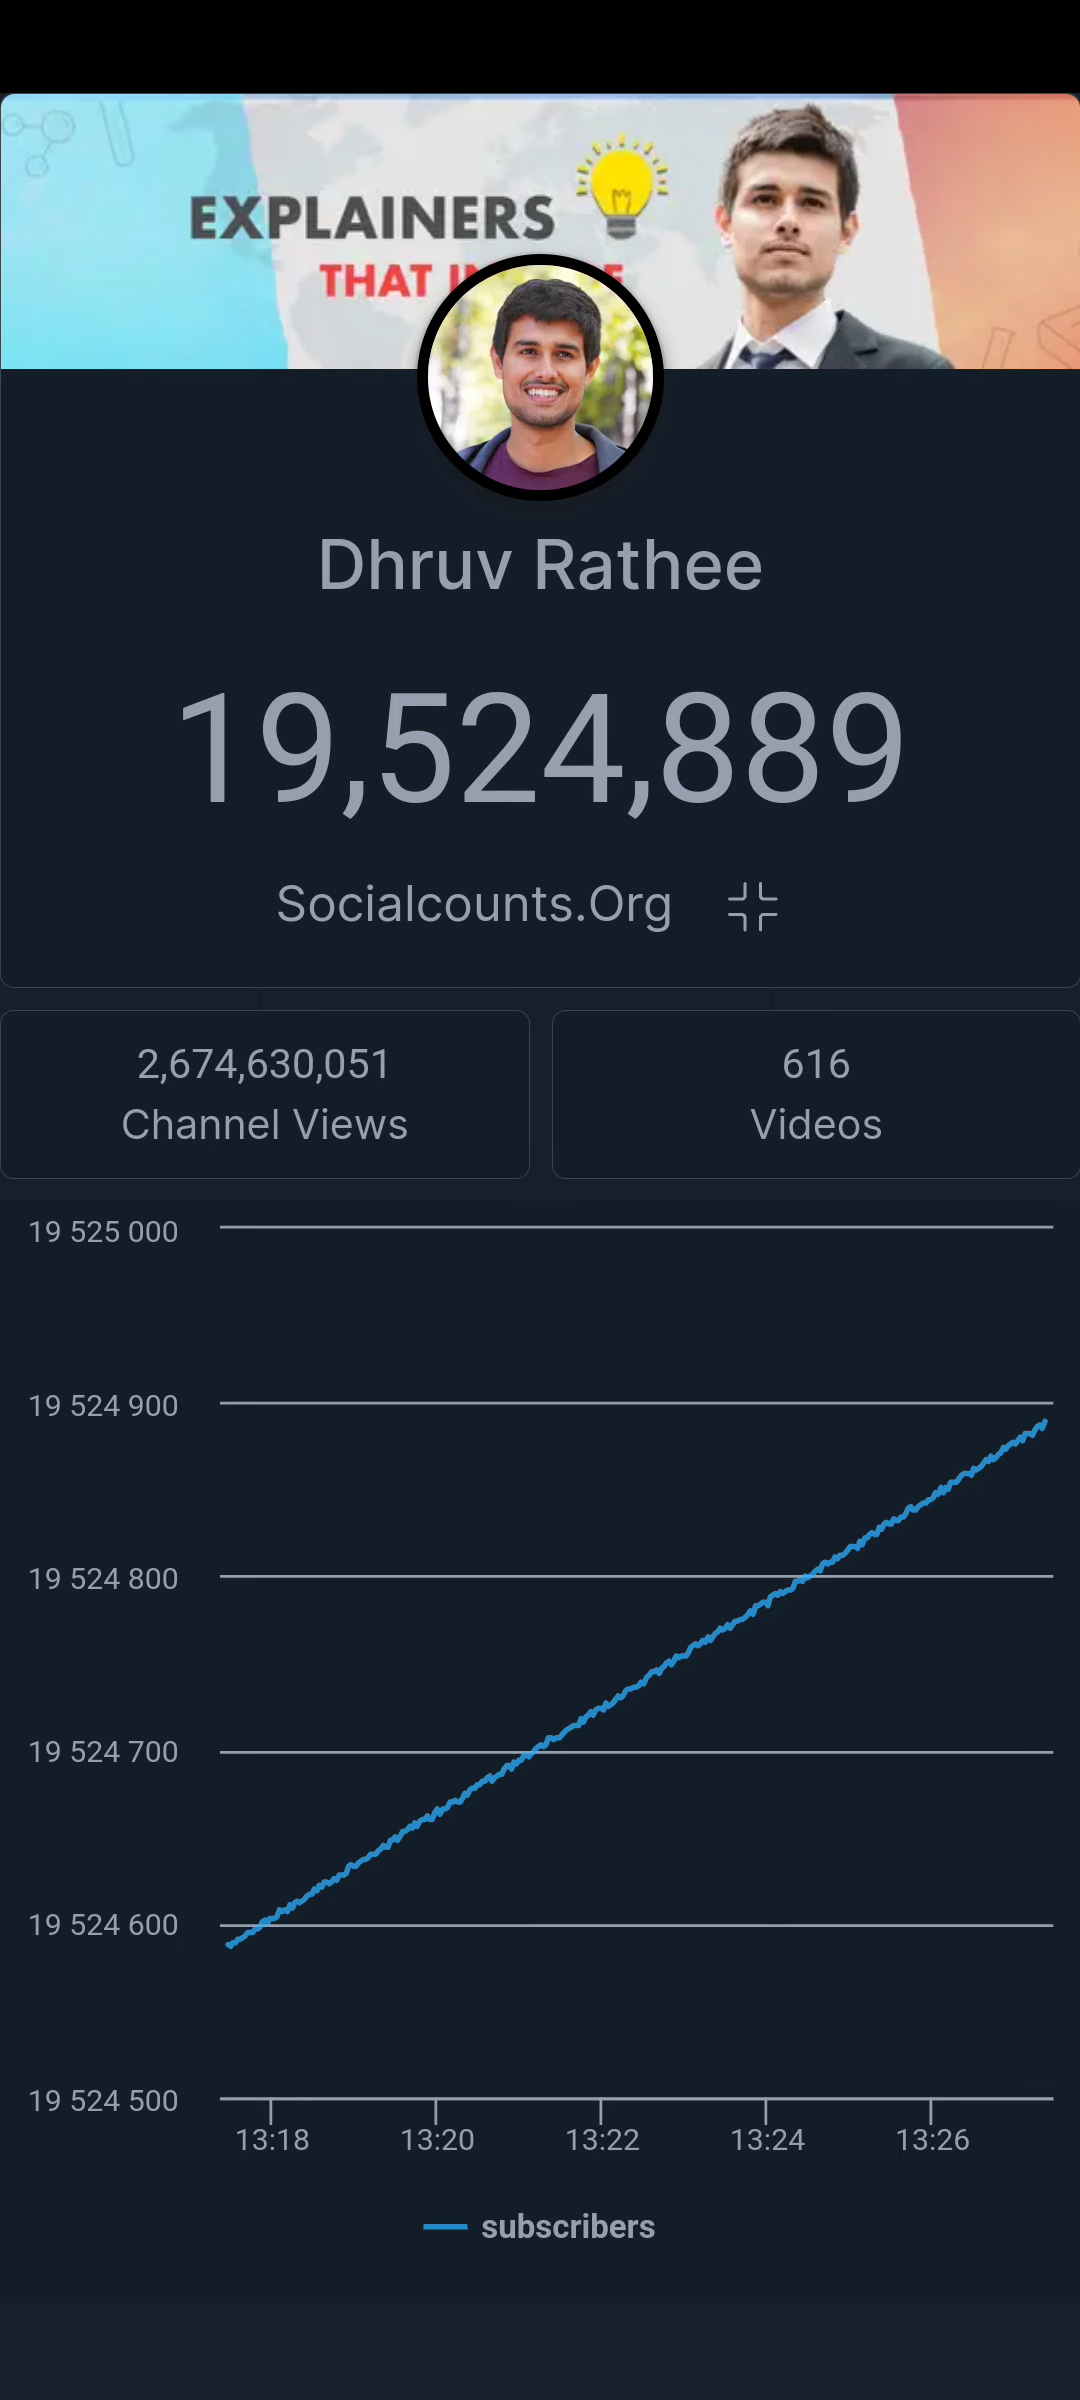 EXPLAINERS
THAT
Dhruv Rathee
19,524,889
Socialcounts.Org
2,674,630,051
Channel Views
616
Videos
19 525 000
19 524 900
19 524 800
19 524 700
19 524 600
19 524 500
13:18 13:20 13:22 13:24 13:26
subscribers